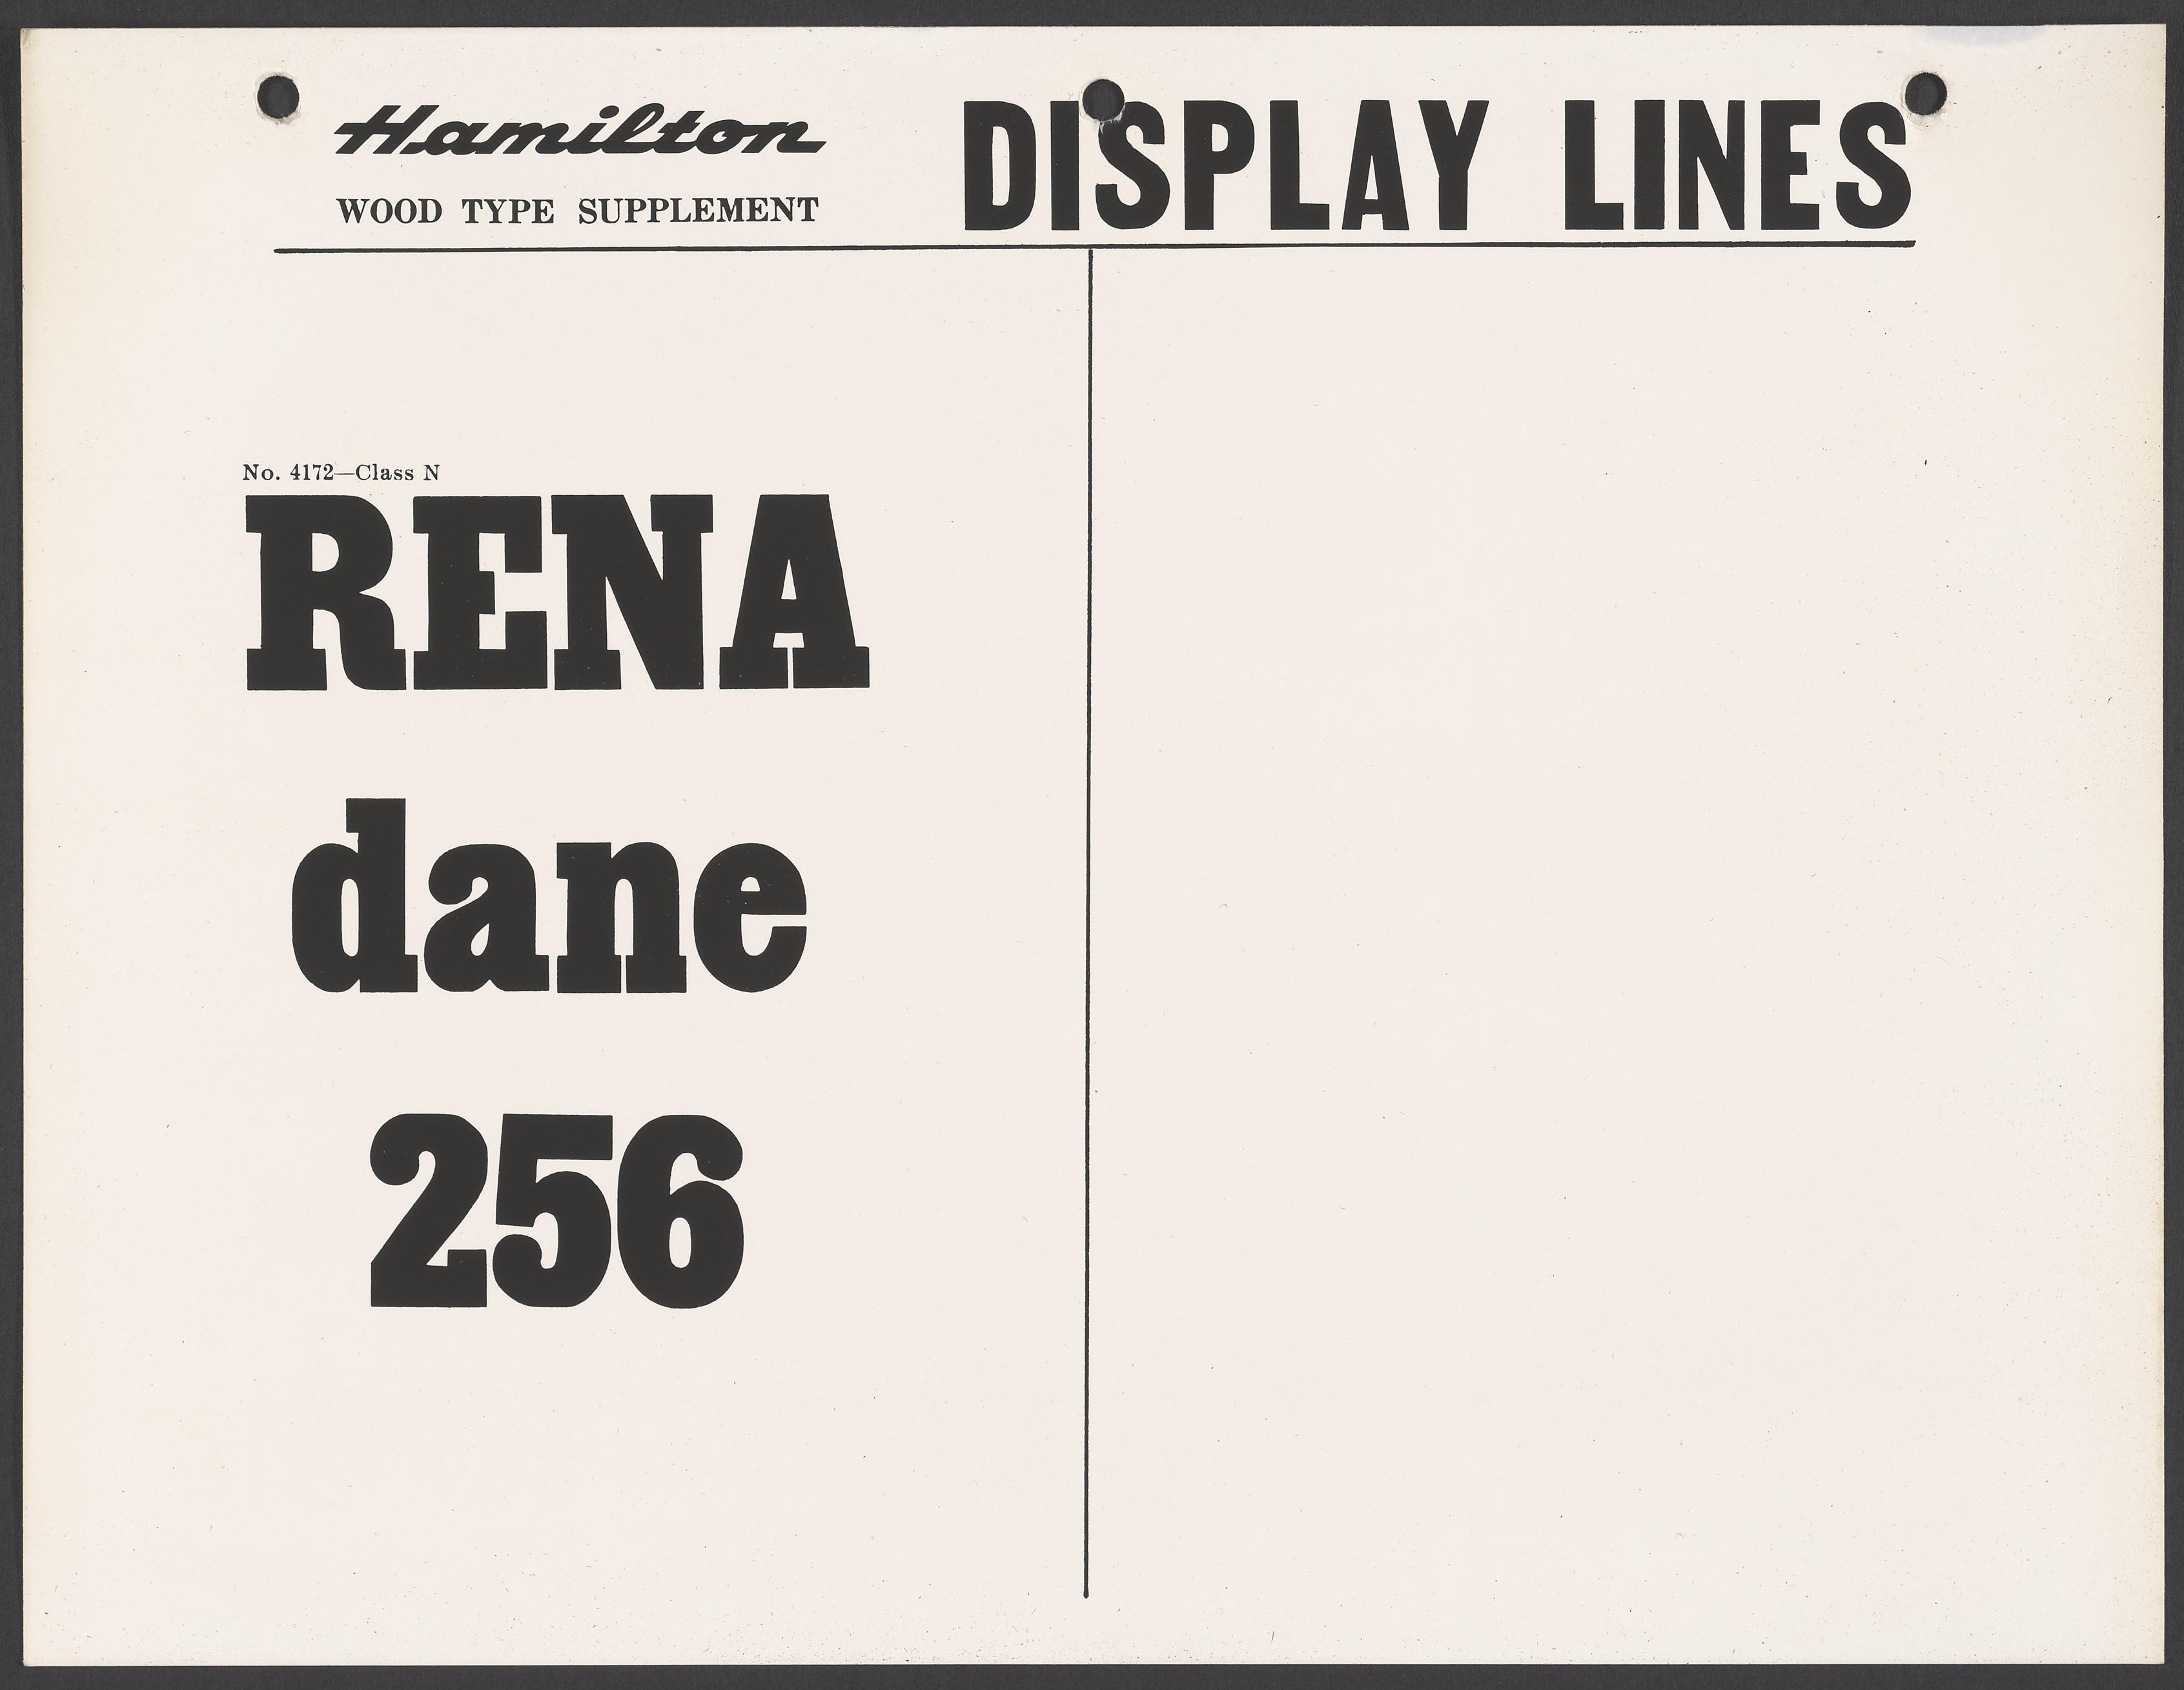 Hamilton
WOOD TYPE SUPPLEMENT
DISPLAY LINES
No. 4172—Class N
RENA
dane
256